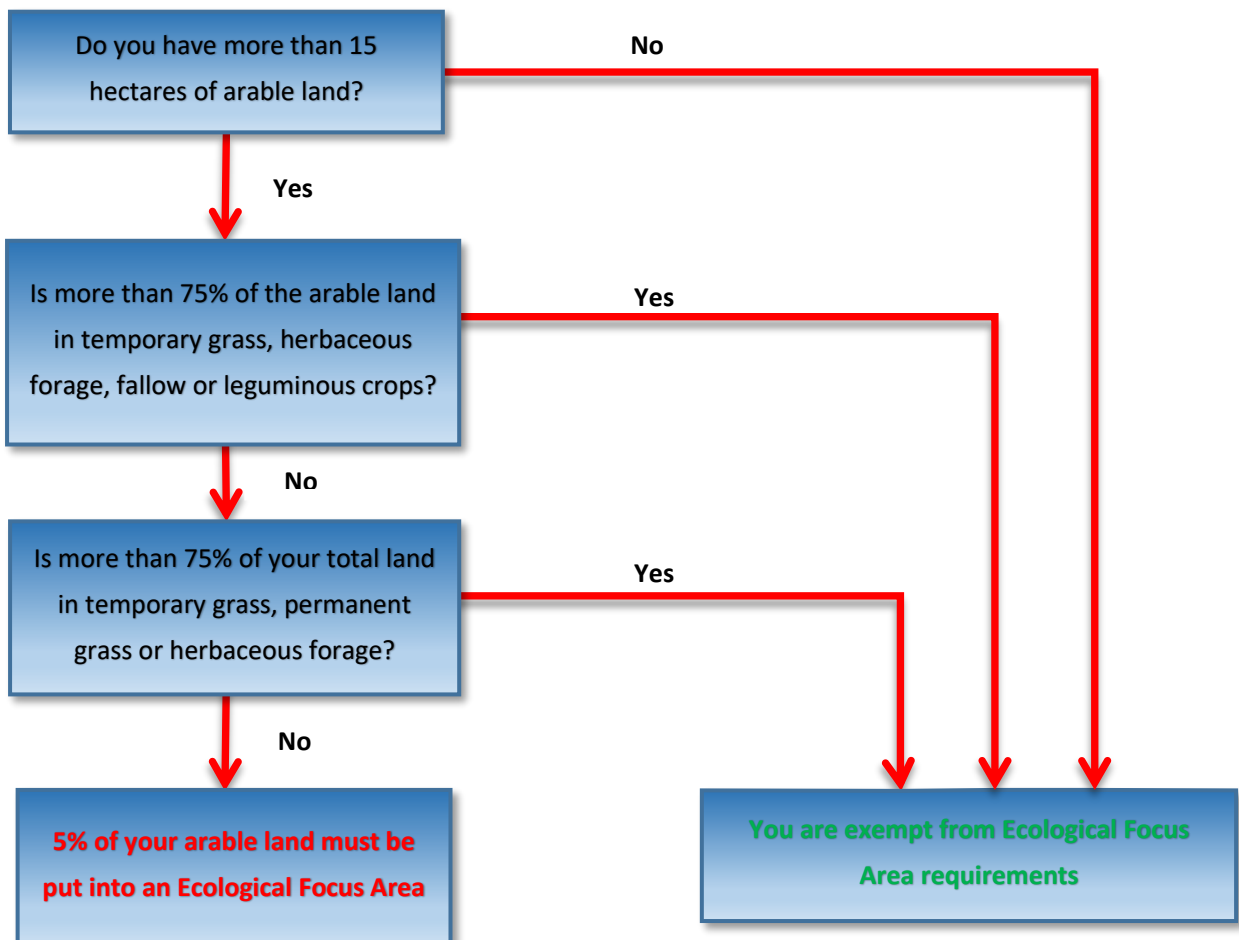 Do you have more than 15
hectares of arable land?
No
Yes
Is more than 75% of the arable land
in temporary grass, herbaceous
forage, fallow or leguminous crops?
Yes
No
Is more than 75% of your total land
in temporary grass, permanent
grass or herbaceous forage?
Yes
No
5% of your arable land must be
put into an Ecological Focus Area
You are exempt from Ecological Focus
Area requirements